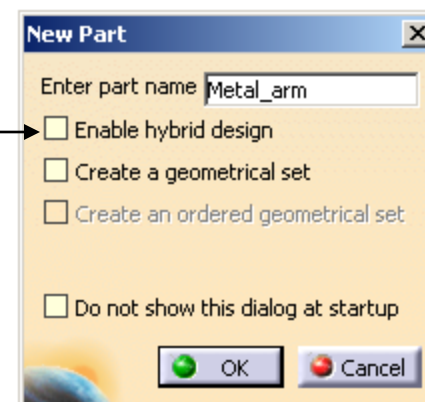 New Part
Enter part name Metal_arm
Enable hybrid design
Create a geometrical set
Create an ordered geometrical set
Do not show this dialog at startup
OK Cancel